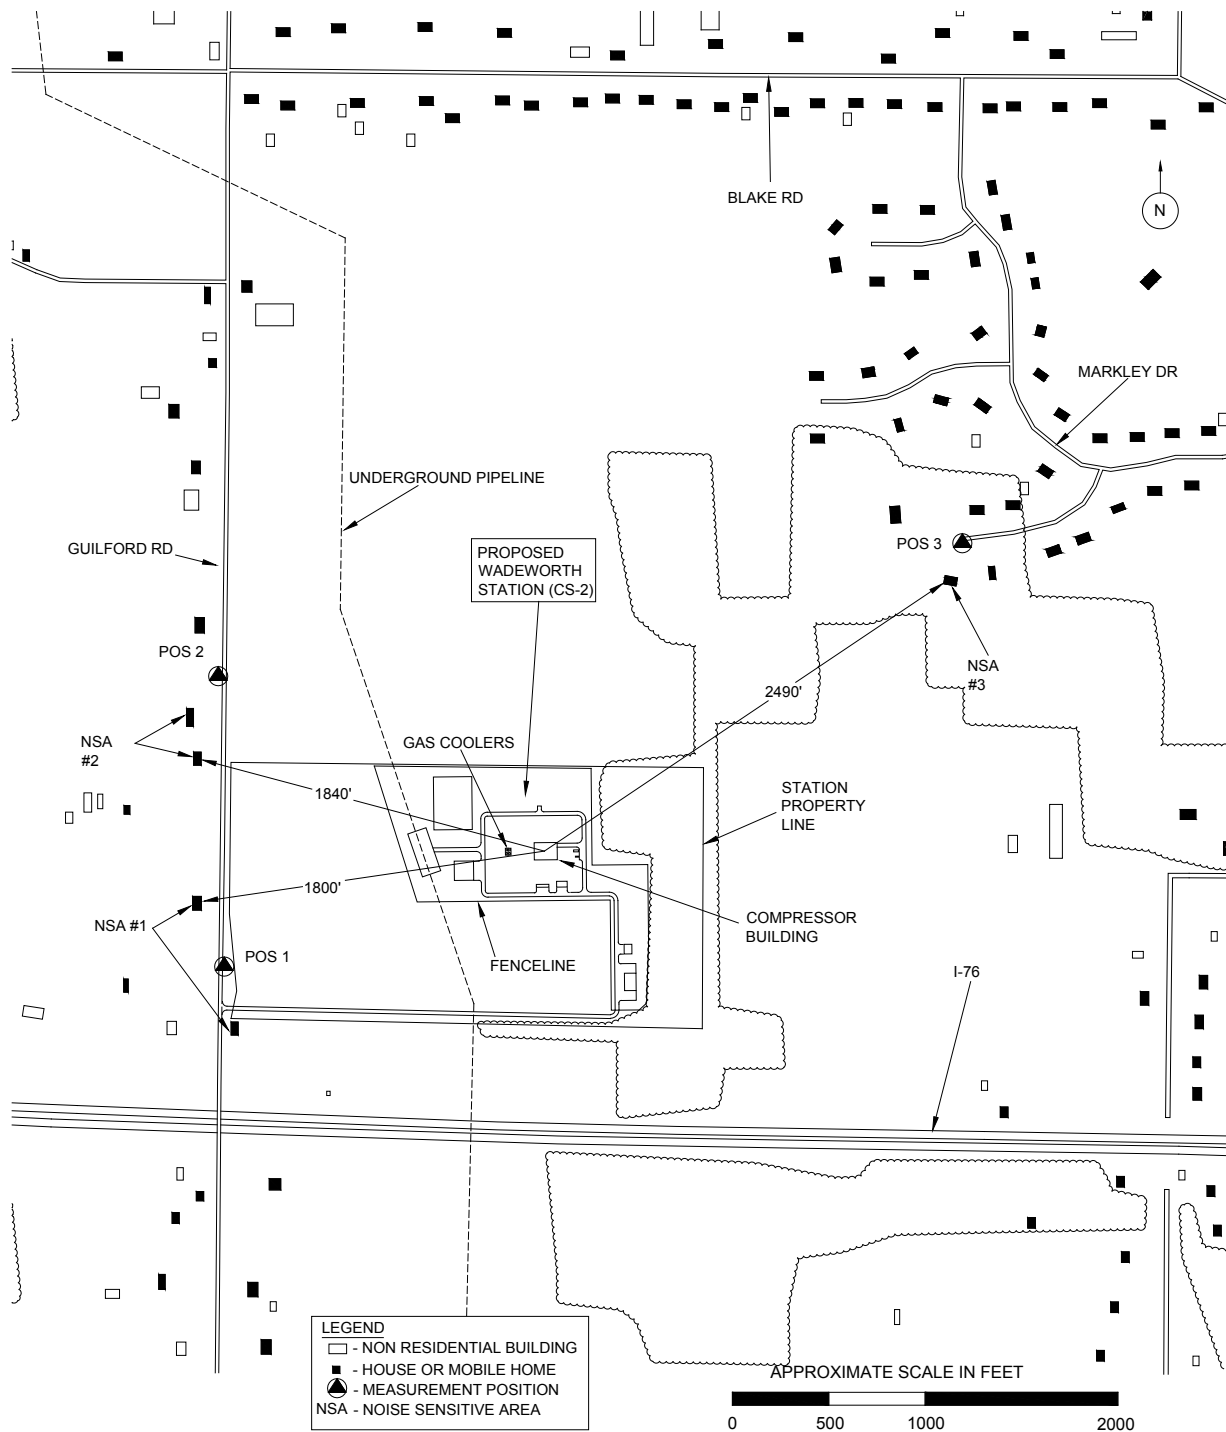 BLAKE RD
N
MARKLEY DR
UNDERGROUND PIPELINE
GUILFORD RD
PROPOSED
WADEWORTH
STATION (CS-2)
POS 3
POS 2
NSA
#3
2490'
NSA
#2
GAS COOLERS
1840'
STATION
PROPERTY
LINE
1800'
NSA #1
COMPRESSOR
BUILDING
POS 1
FENCELINE
I-76
LEGEND
- NON RESIDENTIAL BUILDING
- HOUSE OR MOBILE HOME
- MEASUREMENT POSITION
NSA - NOISE SENSITIVE AREA
APPROXIMATE SCALE IN FEET
0 500 1000 2000